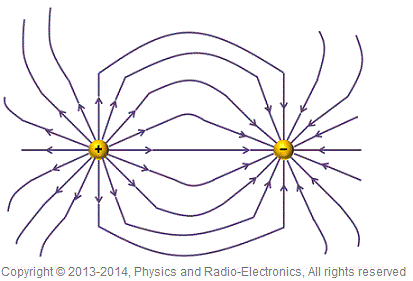 + −
Copyright © 2013-2014, Physics and Radio-Electronics, All rights reserved